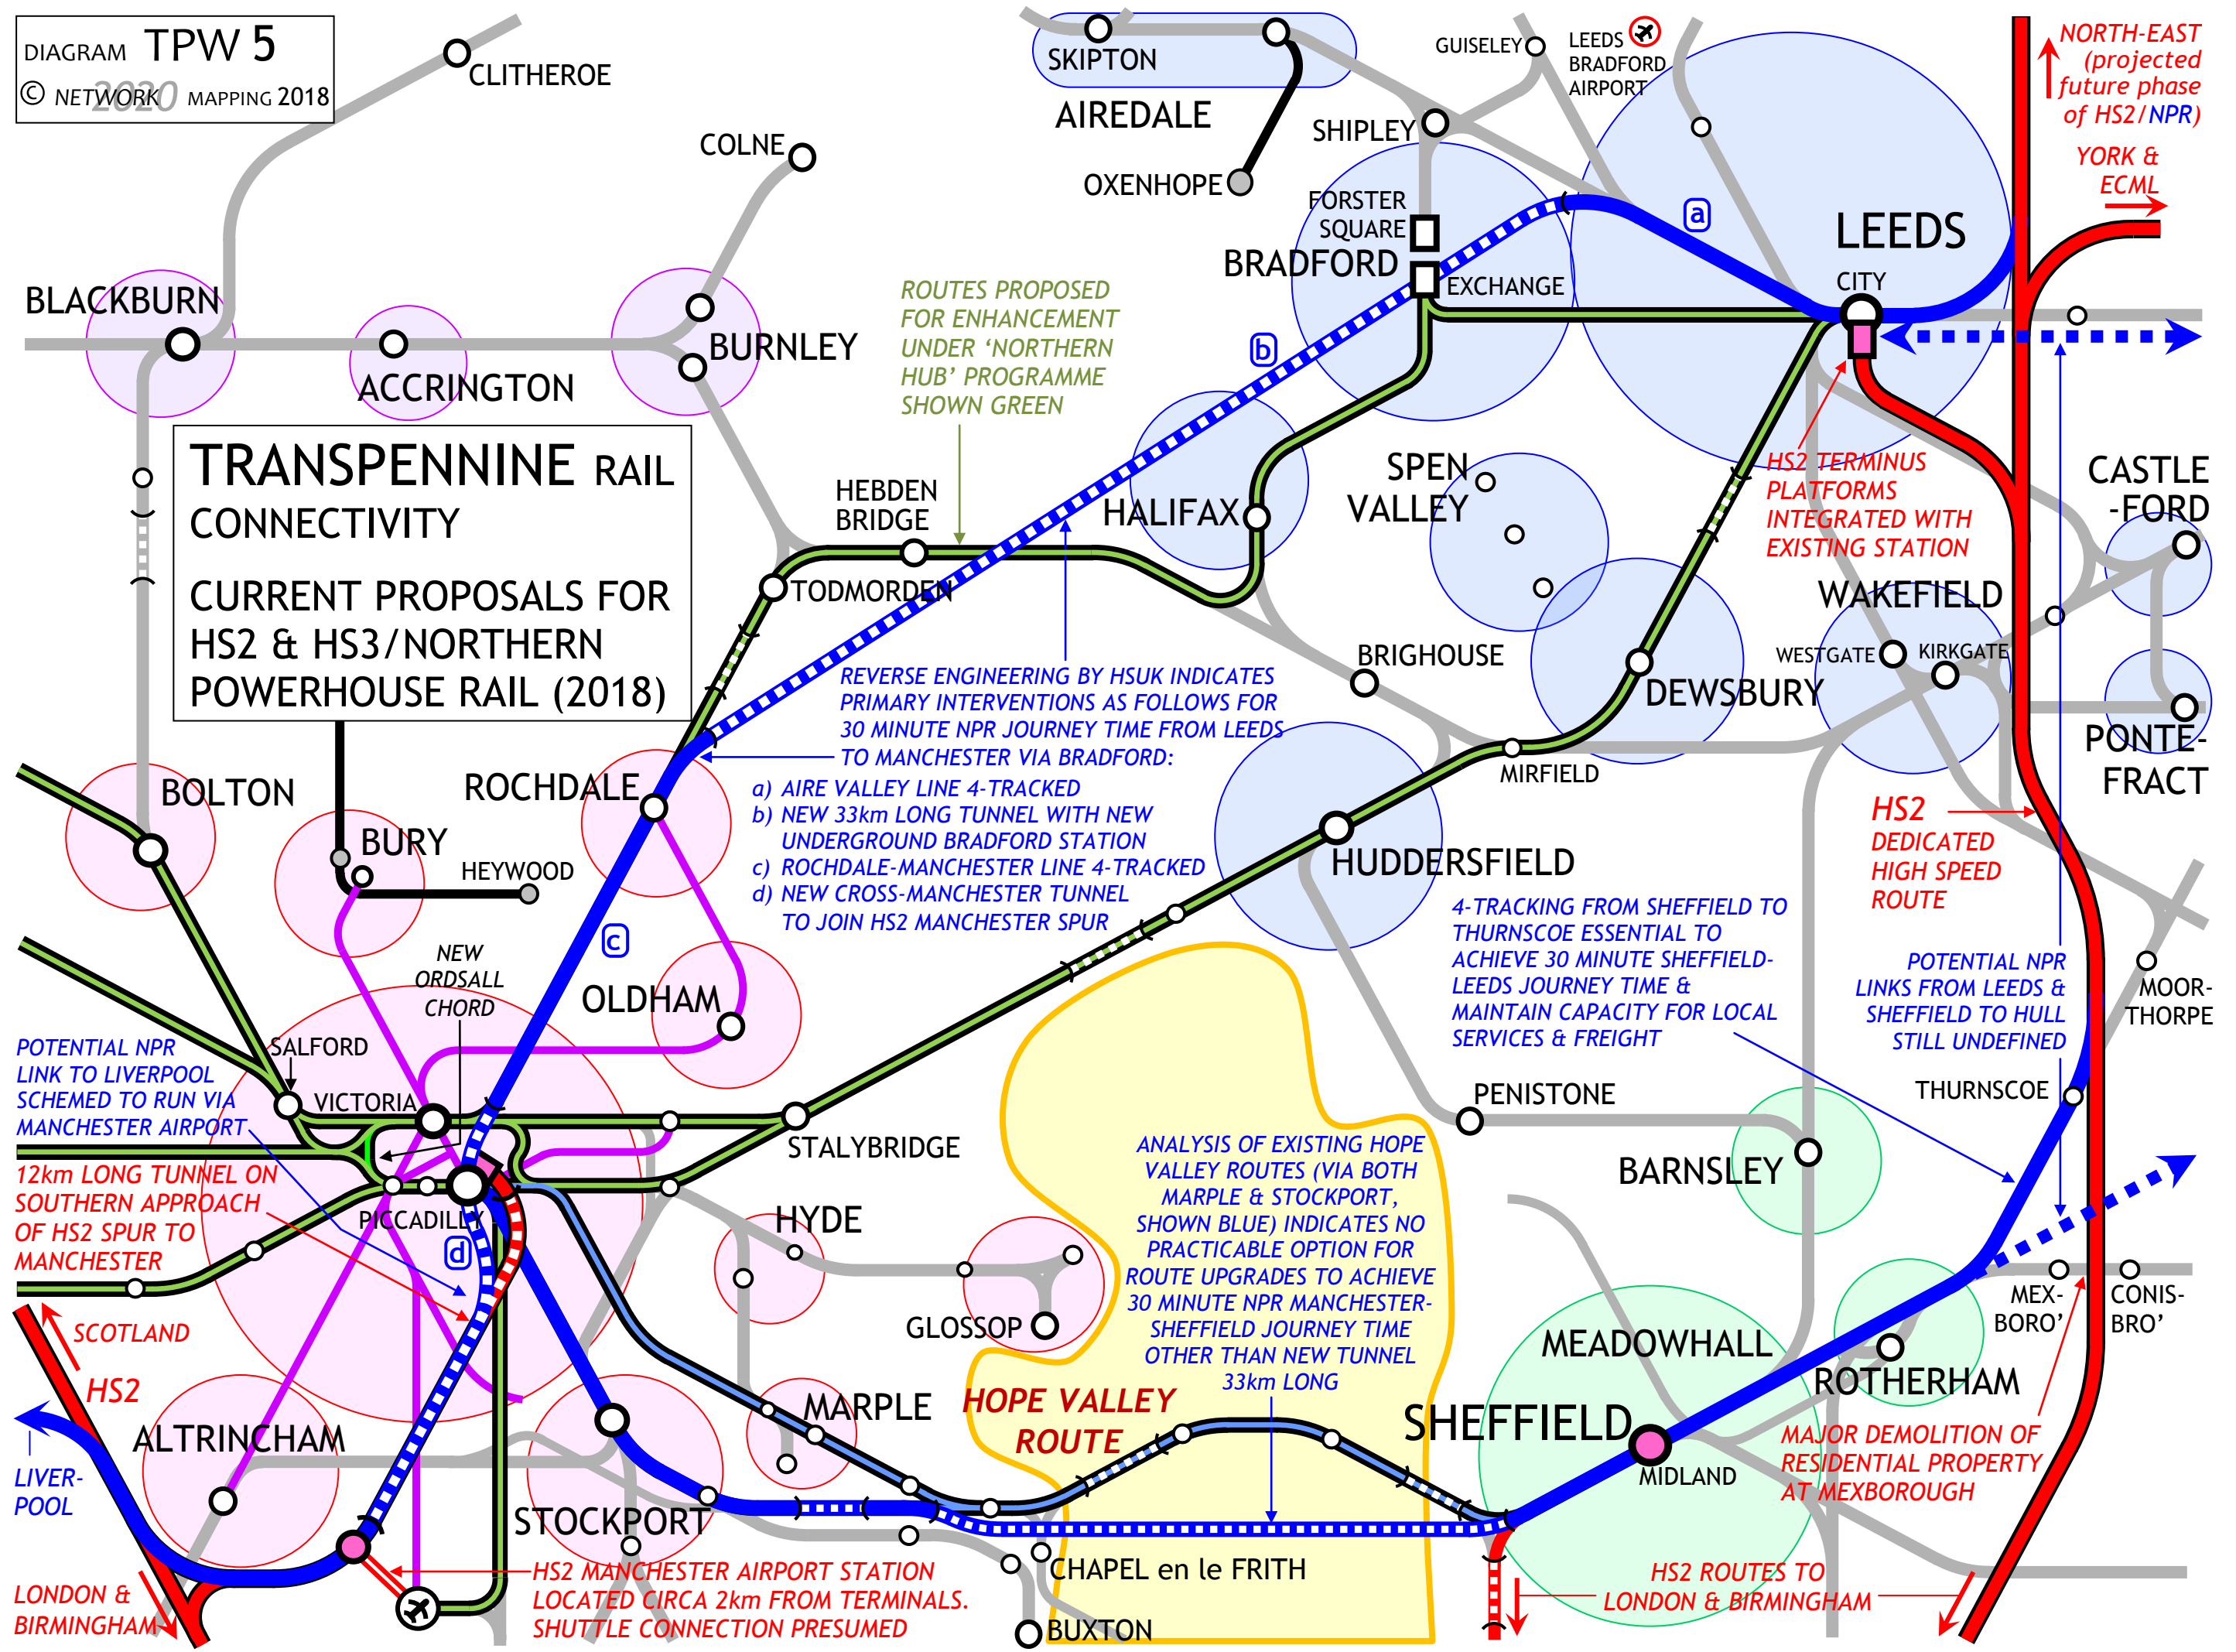 DIAGRAM TPW 5
© NETWORK 2020 MAPPING 2018
CLITHEROE
COLNE
SKIPTON
AIREDALE
OXENHOPE
SHIPLEY
GUISELEY
LEEDS
BRADFORD
AIRPORT
NORTH-EAST
(projected
future phase
of HS2/NPR)
YORK &
ECML
FORSTER
SQUARE
BRADFORD
EXCHANGE
a
LEEDS
CITY
BLACKBURN
ACCRINGTON
BURNLEY
ROUTES PROPOSED
FOR ENHANCEMENT
UNDER ‘NORTHERN
HUB’ PROGRAMME
SHOWN GREEN
b
TRANSPENNINE RAIL
CONNECTIVITY
CURRENT PROPOSALS FOR
HS2 & HS3/NORTHERN
POWERHOUSE RAIL (2018)
HEBDEN
BRIDGE
TODMORDEN
HALIFAX
SPEN
VALLEY
HS2 TERMINUS
PLATFORMS
INTEGRATED WITH
EXISTING STATION
CASTLE
-FORD
WAKEFIELD
WESTGATE
KIRKGATE
BRIGHOUSE
DEWSBURY
MIRFIELD
PONTE-
FRACT
REVERSE ENGINEERING BY HSUK INDICATES
PRIMARY INTERVENTIONS AS FOLLOWS FOR
30 MINUTE NPR JOURNEY TIME FROM LEEDS
TO MANCHESTER VIA BRADFORD:
a) AIRE VALLEY LINE 4-TRACKED
b) NEW 33km LONG TUNNEL WITH NEW
UNDERGROUND BRADFORD STATION
c) ROCHDALE-MANCHESTER LINE 4-TRACKED
d) NEW CROSS-MANCHESTER TUNNEL
TO JOIN HS2 MANCHESTER SPUR
BOLTON
BURY
HEYWOOD
ROCHDALE
HUDDERSFIELD
HS2
DEDICATED
HIGH SPEED
ROUTE
4-TRACKING FROM SHEFFIELD TO
THURNSCOE ESSENTIAL TO
ACHIEVE 30 MINUTE SHEFFIELD-
LEEDS JOURNEY TIME &
MAINTAIN CAPACITY FOR LOCAL
SERVICES & FREIGHT
POTENTIAL NPR
LINKS FROM LEEDS &
SHEFFIELD TO HULL
STILL UNDEFINED
MOOR-
THORPE
c
NEW
ORDSALL
CHORD
OLDHAM
SALFORD
VICTORIA
POTENTIAL NPR
LINK TO LIVERPOOL
SCHEMED TO RUN VIA
MANCHESTER AIRPORT
12km LONG TUNNEL ON
SOUTHERN APPROACH
OF HS2 SPUR TO
MANCHESTER
STALYBRIDGE
PICCADILLY
d
HYDE
GLOSSOP
PENISTONE
BARNSLEY
THURNSCOE
ANALYSIS OF EXISTING HOPE
VALLEY ROUTES (VIA BOTH
MARPLE & STOCKPORT,
SHOWN BLUE) INDICATES NO
PRACTICABLE OPTION FOR
ROUTE UPGRADES TO ACHIEVE
30 MINUTE NPR MANCHESTER-
SHEFFIELD JOURNEY TIME
OTHER THAN NEW TUNNEL
33km LONG
MEX-
BORO’
CONIS-
BRO’
SCOTLAND
HS2
MEADOWHALL
ROTHERHAM
SHEFFIELD
MIDLAND
HOPE VALLEY
ROUTE
MARPLE
ALTRINCHAM
LIVER-
POOL
STOCKPORT
MAJOR DEMOLITION OF
RESIDENTIAL PROPERTY
AT MEXBOROUGH
LONDON &
BIRMINGHAM
HS2 MANCHESTER AIRPORT STATION
LOCATED CIRCA 2km FROM TERMINALS.
SHUTTLE CONNECTION PRESUMED
CHAPEL en le FRITH
BUXTON
HS2 ROUTES TO
LONDON & BIRMINGHAM